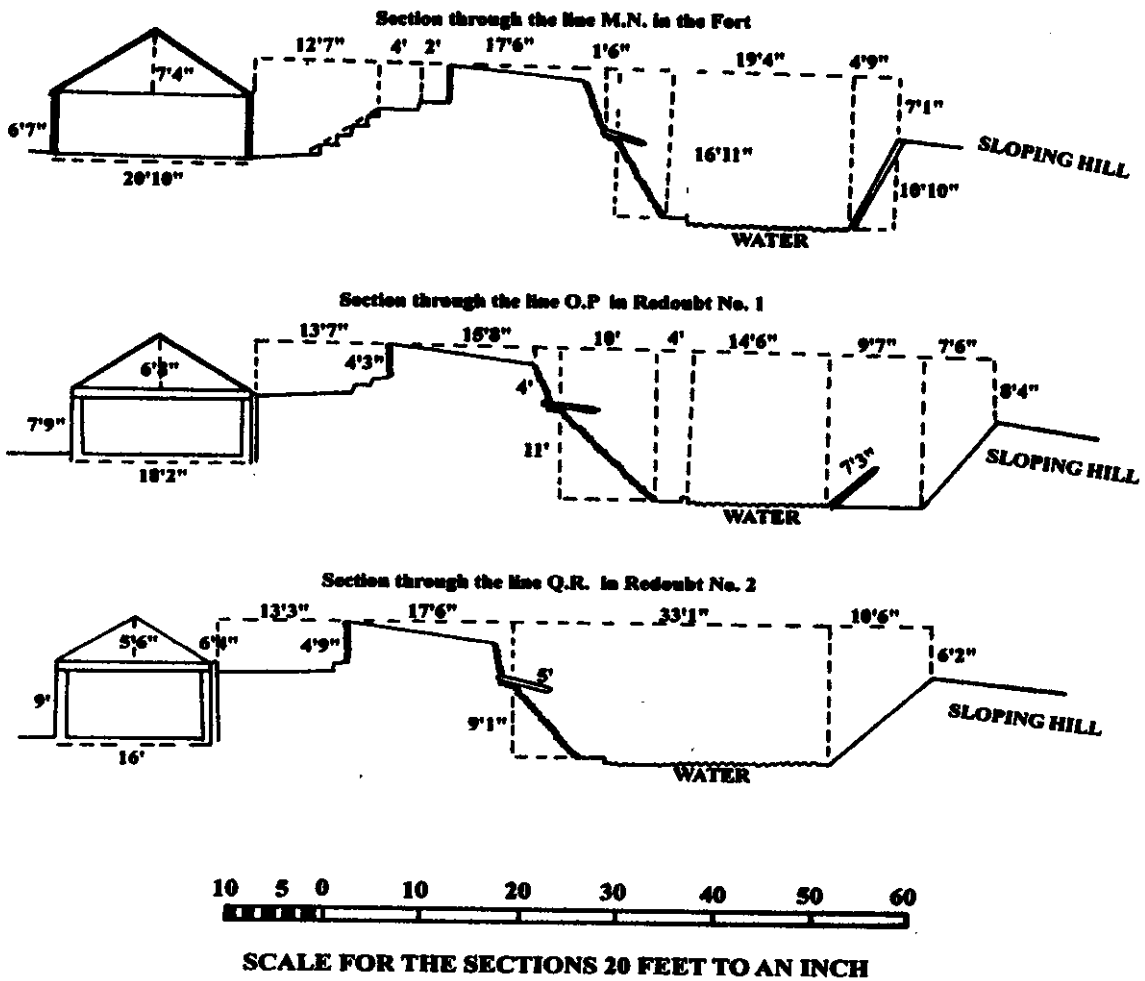 Section through the line M.N. in the Fort
12'7" 4' 2' 17'6" 1'6" 19'4" 4'9"
7'4" 7'1"
6'7" 16'11" SLOPING HILL
20'10" 10'10"
WATER
Section through the line O.P in Redoubt No. 1
13'7" 15'8" 10' 4' 14'6" 9'7" 7'6"
6'8" 4'3" 4' 8'4"
7'9" 11' 7'3" SLOPING HILL
18'2" WATER
Section through the line Q.R. in Redoubt No. 2
13'3" 17'6" 33'1" 10'6"
5'6" 6'4" 4'9" 6'2"
9' 5' 9'1" SLOPING HILL
16' WATER
10 5 0 10 20 30 40 50 60
SCALE FOR THE SECTIONS 20 FEET TO AN INCH